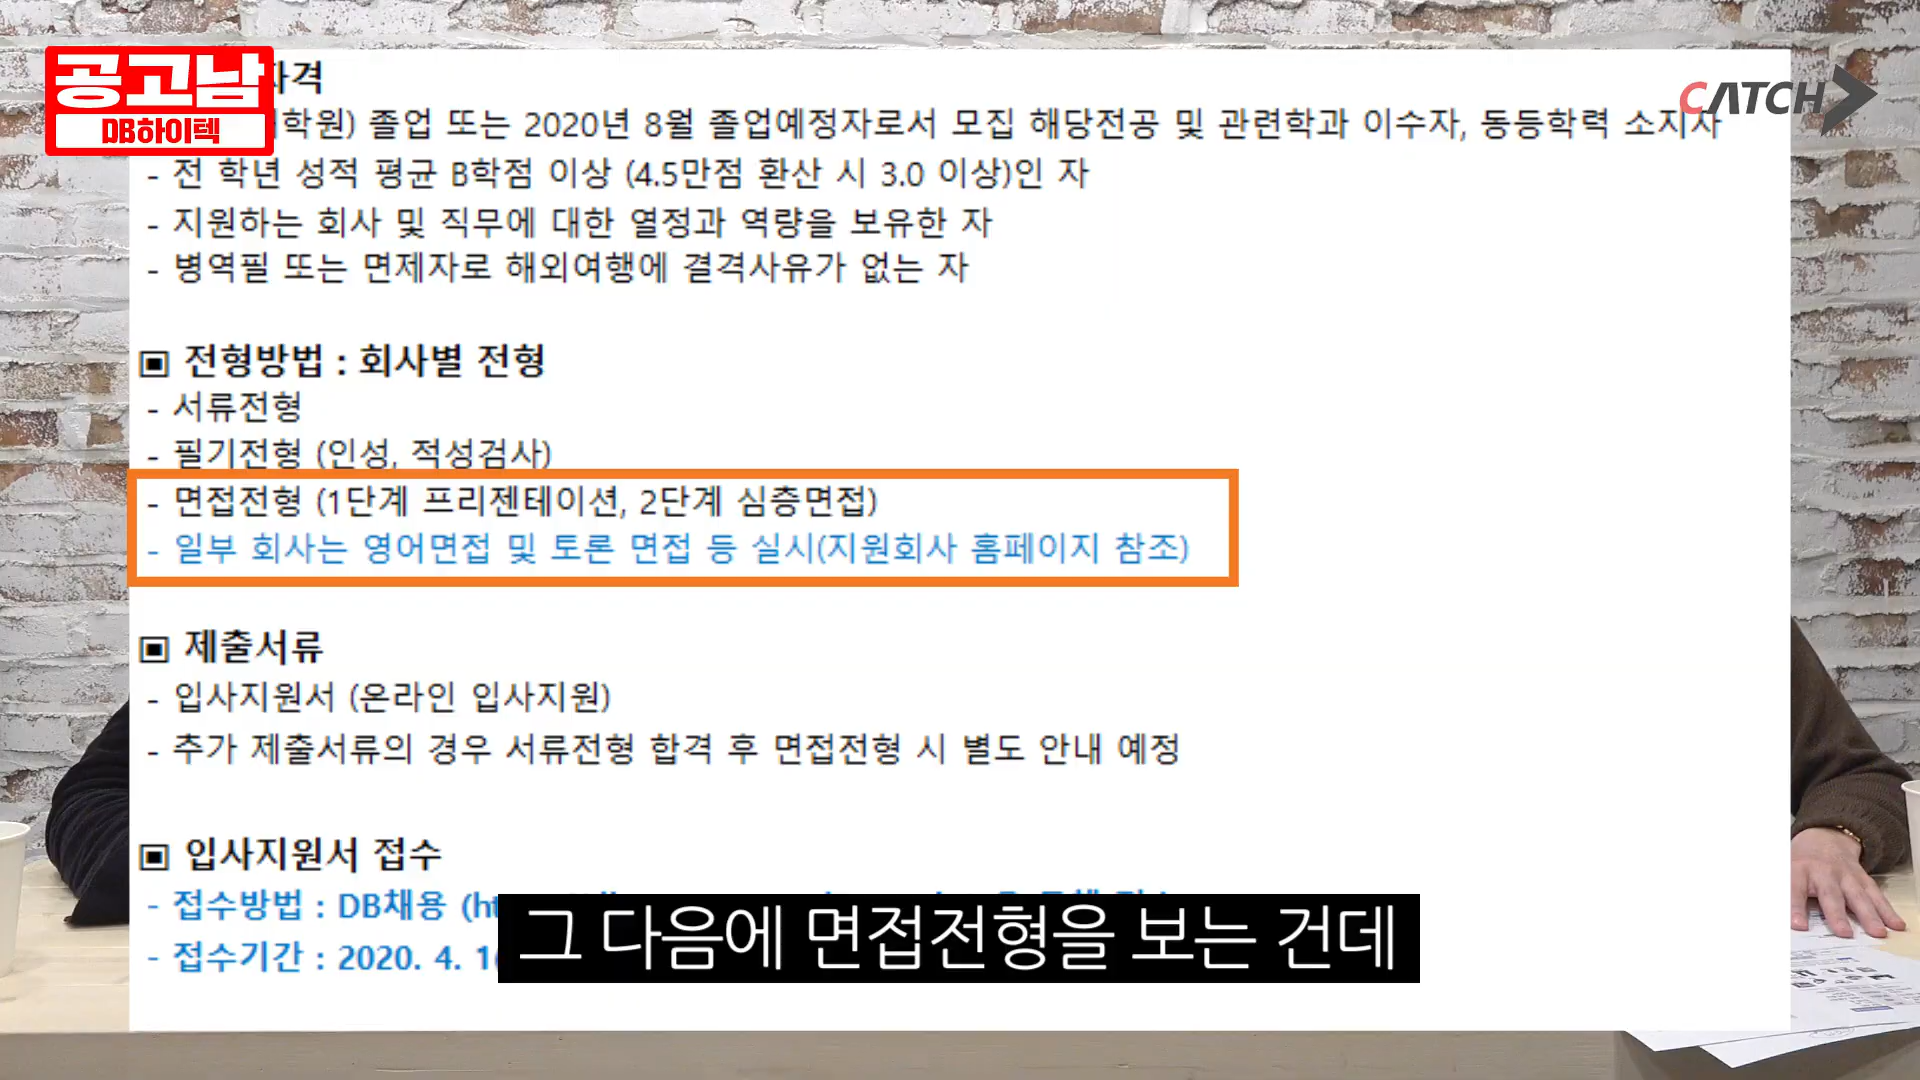 공고남
DB하이텍
CATCH
자격
학원) 졸업 또는 2020년 8월 졸업예정자로서 모집 해당전공 및 관련학과 이수자, 동등학력 소지자
- 전 학년 성적 평균 B학점 이상 (4.5만점 환산 시 3.0 이상)인 자
- 지원하는 회사 및 직무에 대한 열정과 역량을 보유한 자
- 병역필 또는 면제자로 해외여행에 결격사유가 없는 자
▣ 전형방법 : 회사별 전형
- 서류전형
- 필기전형 (인성, 적성검사)
- 면접전형 (1단계 프리젠테이션, 2단계 심층면접)
- 일부 회사는 영어면접 및 토론 면접 등 실시(지원회사 홈페이지 참조)
▣ 제출서류
- 입사지원서 (온라인 입사지원)
- 추가 제출서류의 경우 서류전형 합격 후 면접전형 시 별도 안내 예정
▣ 입사지원서 접수
- 접수방법 : DB채용
- 접수기간 : 2020. 4.
그 다음에 면접전형을 보는 건데